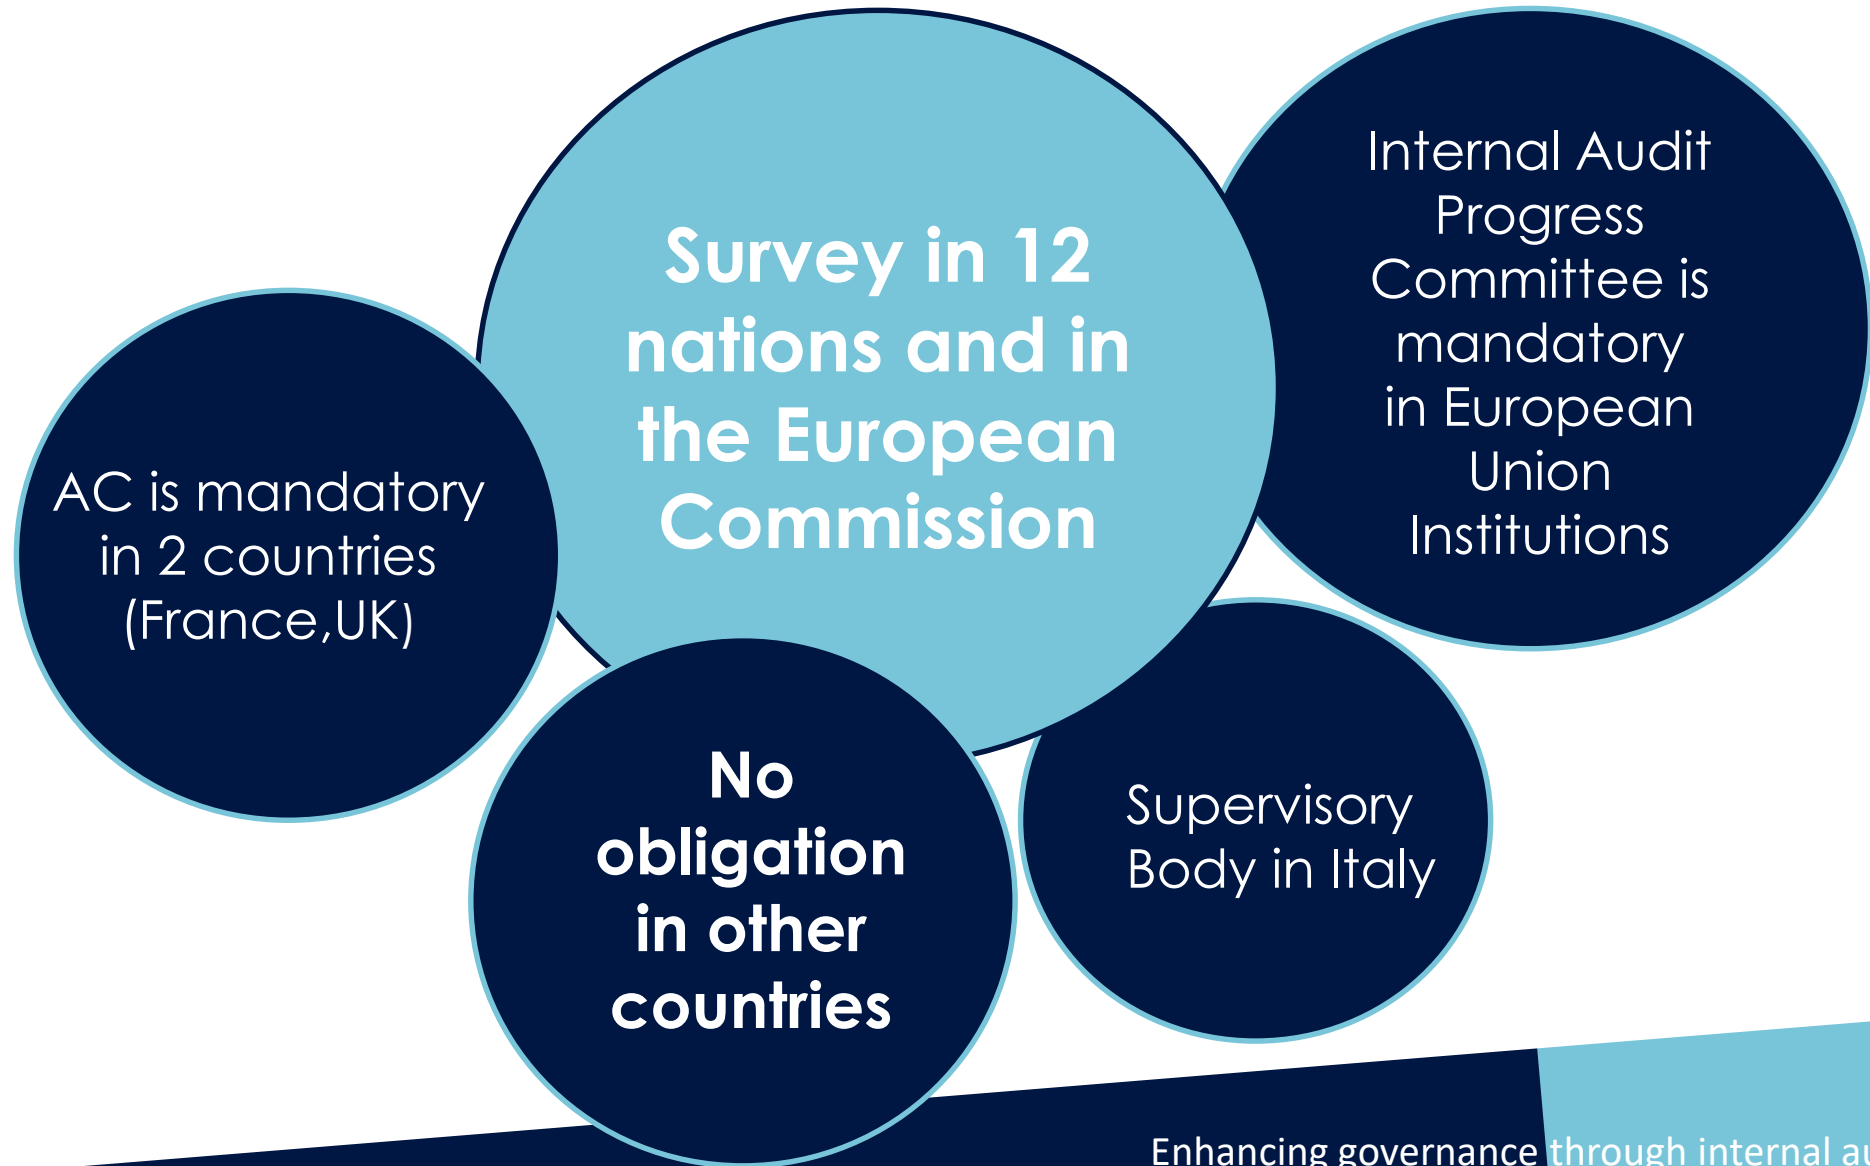 Survey in 12
nations and in
the European
Commission
Internal Audit
Progress
Committee is
mandatory
in European
Union
Institutions
AC is mandatory
in 2 countries
(France,UK)
No
obligation
in other
countries
Supervisory
Body in Italy
Enhancing governance through internal